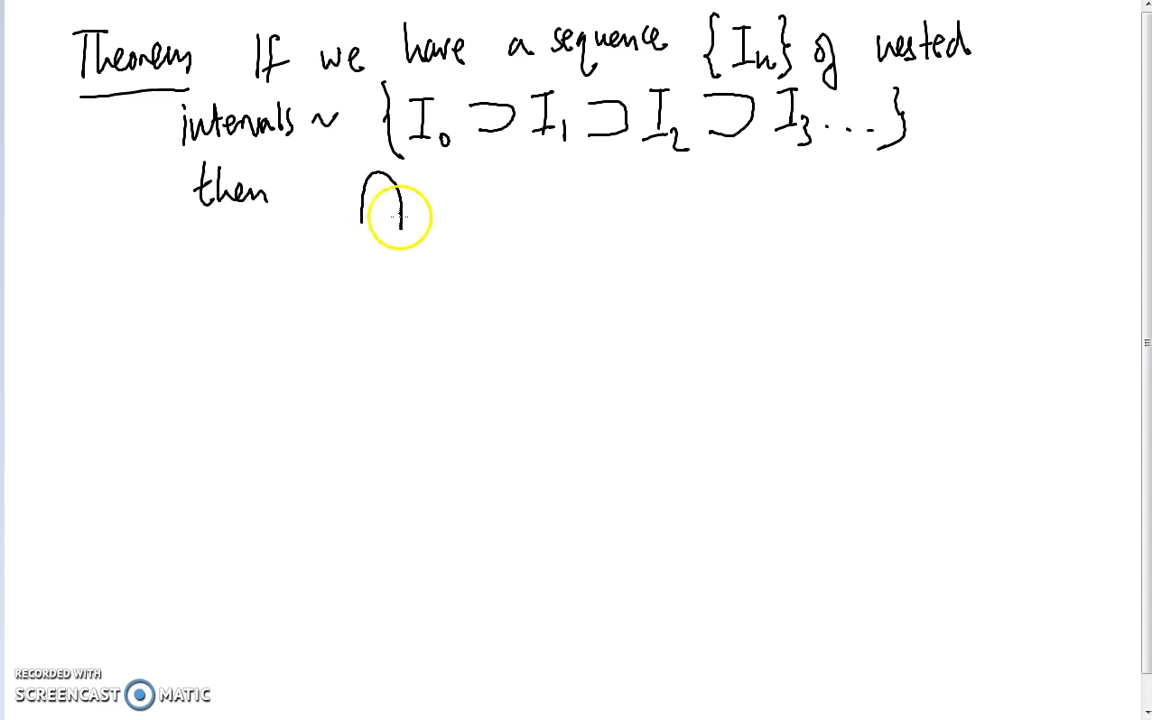 Theorem If we have a sequence {Iₙ} of nested
intervals ~ {I₀ ⊃ I₁ ⊃ I₂ ⊃ I₃ ... }
then ∩
RECORDED WITH
SCREENCAST MATIC